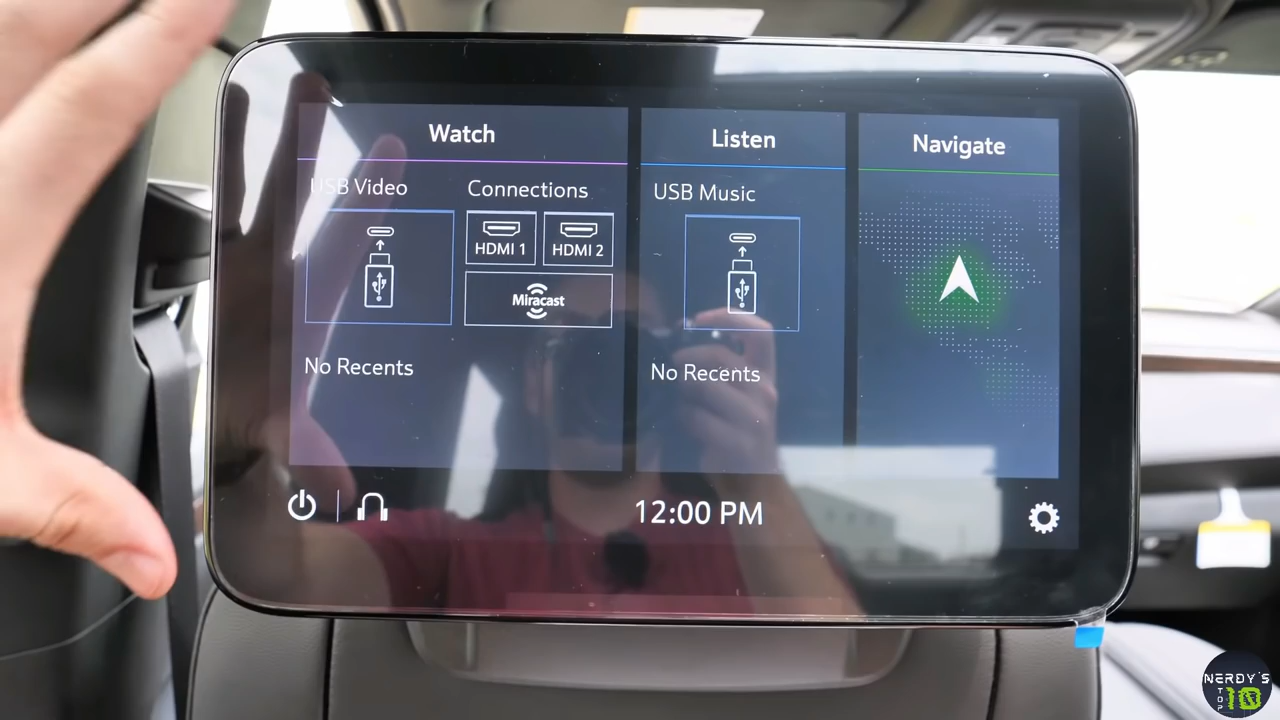 Watch
USB Video
Connections
HDMI 1
HDMI 2
Miracast
No Recents
Listen
USB Music
No Recents
Navigate
12:00 PM
NERDY'S
TOP
10